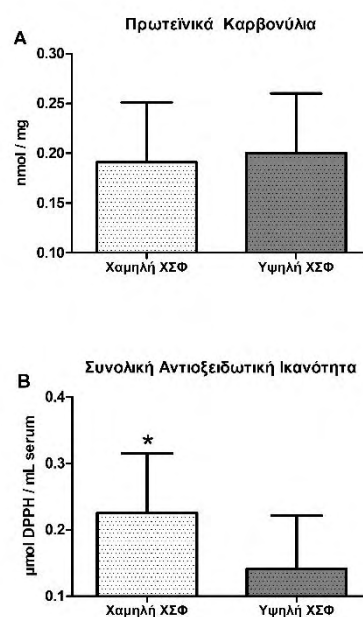 Πρωτεϊνικά Καρβονύλια
A
nmol / mg
0.30
0.25
0.20
0.15
0.10
Χαμηλή ΧΣΦ
Υψηλή ΧΣΦ
Συνολική Αντιοξειδωτική Ικανότητα
B
μmol DPPH / mL serum
0.4
0.3
0.2
0.1
*
Χαμηλή ΧΣΦ
Υψηλή ΧΣΦ